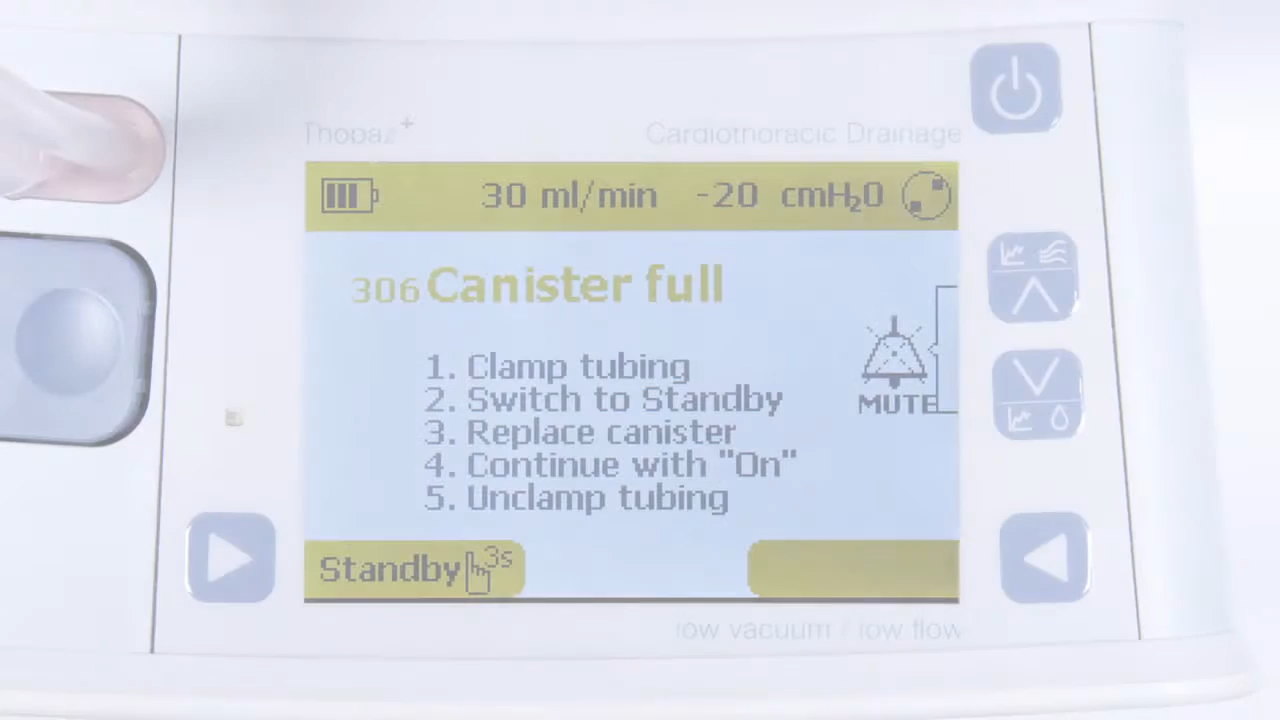 Thopaz+
Cardiothoracic Drainage
30 ml/min -20 cmH₂O
306 Canister full
1. Clamp tubing
2. Switch to Standby
3. Replace canister
4. Continue with "On"
5. Unclamp tubing
MUTE
Standby 3s
low vacuum / low flow